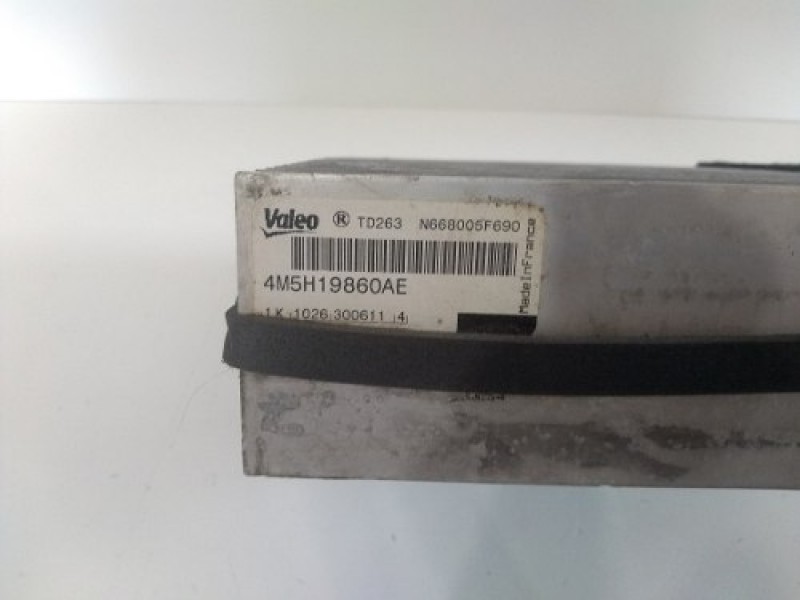 Valeo ® TD263 N668005F690
4M5H19860AE
1K 1026 300611 (4)
MadeInFrance